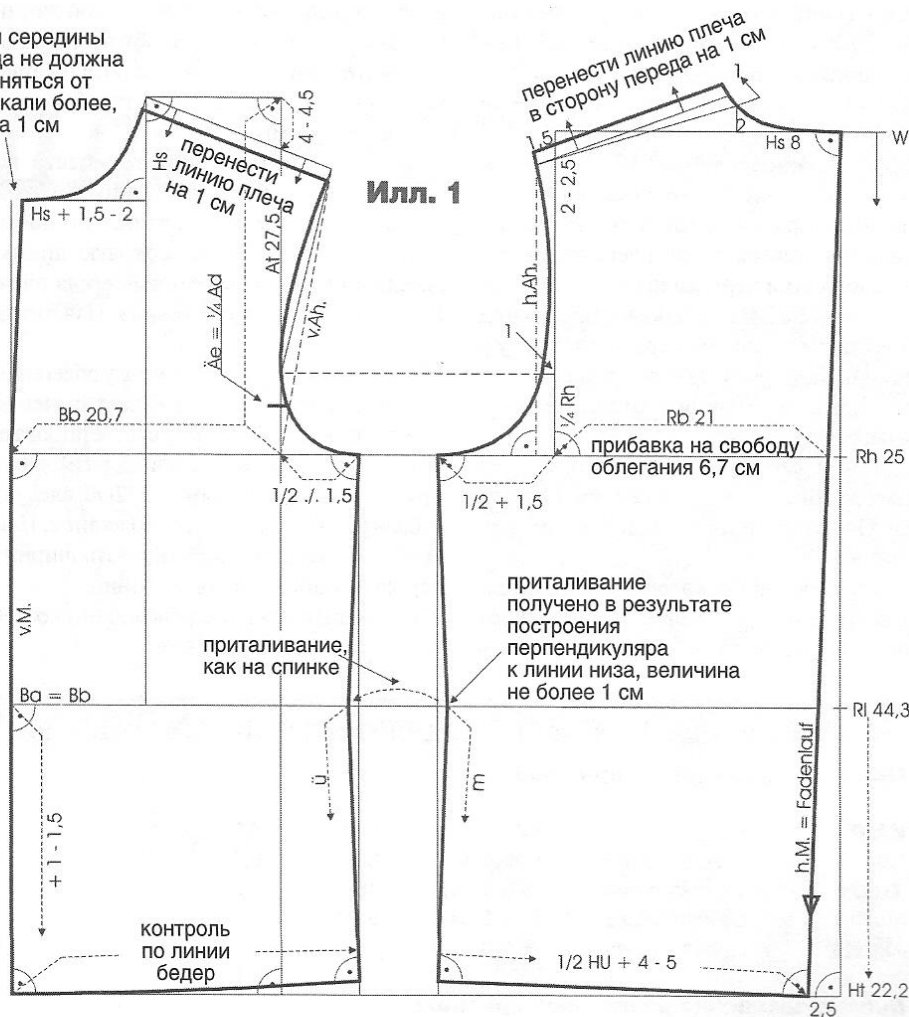 середины
да не должна
няться от
кали более,
а 1 см
перенести линию плеча
в сторону переда на 1 см
1
1,5
2
Hs 8
W
4 - 4,5
Hs
перенести
линию плеча
на 1 см
Илл. 1
2 - 2,5
Hs + 1,5 - 2
At 27,5
v.Ah.
h.Ah.
Ae = ¼ Ad
1
¼ Rh
Bb 20,7
Rb 21
прибавка на свободу
облегания 6,7 см
Rh 25
1/2 ./. 1,5
1/2 + 1,5
v.M.
приталивание,
как на спинке
приталивание
получено в результате
построения
перпендикуляра
к линии низа, величина
не более 1 см
Ba = Bb
Rl 44,3
ü
m
h.M. = Fadenlauf
+ 1 - 1,5
контроль
по линии
бедер
1/2 HU + 4 - 5
Ht 22,2
2,5